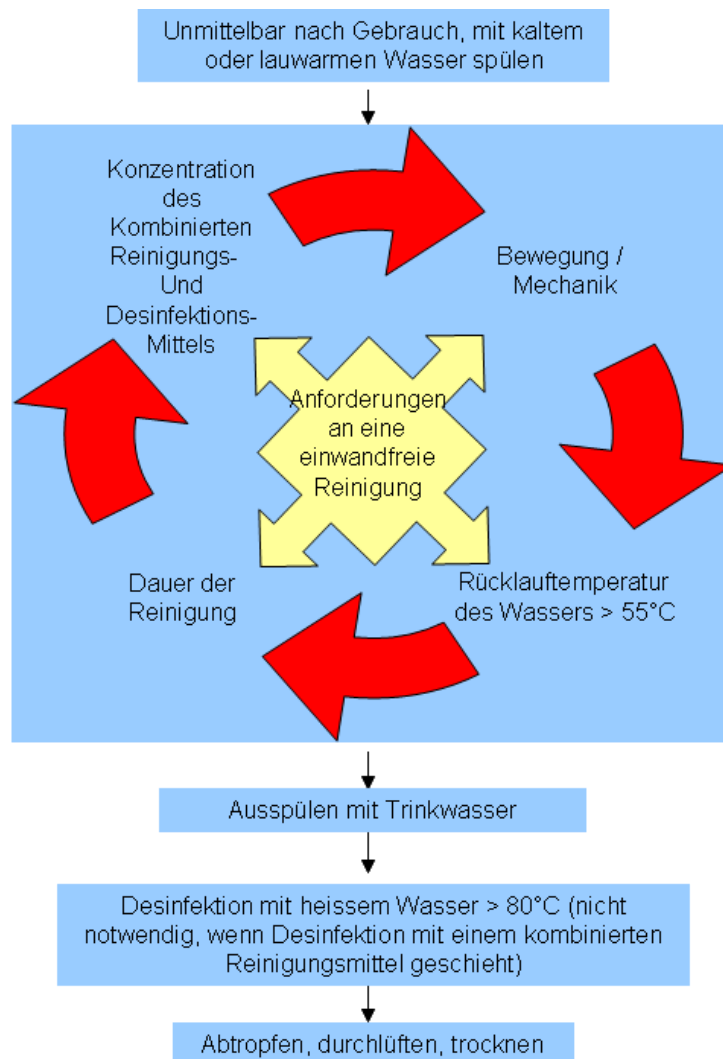 Unmittelbar nach Gebrauch, mit kaltem
oder lauwarmen Wasser spülen
Konzentration
des
Kombinierten
Reinigungs-
Und
Desinfektions-
Mittels
Bewegung /
Mechanik
Anforderungen
an eine
einwandfreie
Reinigung
Dauer der
Reinigung
Rücklauftemperatur
des Wassers > 55°C
Ausspülen mit Trinkwasser
Desinfektion mit heissem Wasser > 80°C (nicht
notwendig, wenn Desinfektion mit einem kombinierten
Reinigungsmittel geschieht)
Abtropfen, durchlüften, trocknen